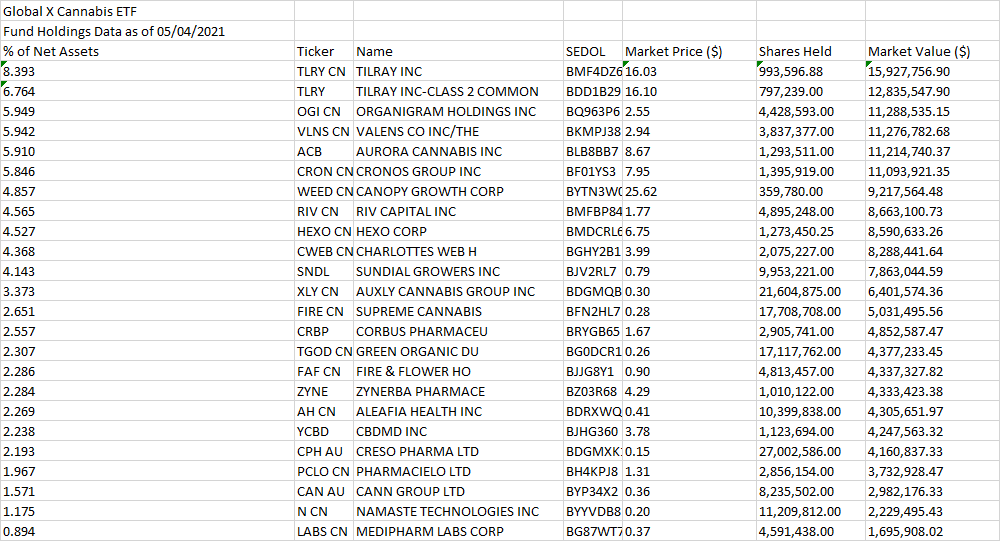 Global X Cannabis ETF
Fund Holdings Data as of 05/04/2021
% of Net Assets Ticker Name SEDOL Market Price ($) Shares Held Market Value ($)
8.393 TLRY CN TILRAY INC BMF4DZ6 16.03 993,596.88 15,927,756.90
6.764 TLRY TILRAY INC-CLASS 2 COMMON BDD1B29 16.10 797,239.00 12,835,547.90
5.949 OGI CN ORGANIGRAM HOLDINGS INC BQ963P6 2.55 4,428,593.00 11,288,535.15
5.942 VLNS CN VALENS CO INC/THE BKMPJ38 2.94 3,837,377.00 11,276,782.68
5.910 ACB AURORA CANNABIS INC BLB8BB7 8.67 1,293,511.00 11,214,740.37
5.846 CRON CN CRONOS GROUP INC BF01YS3 7.95 1,395,919.00 11,093,921.35
4.857 WEED CN CANOPY GROWTH CORP BYTN3W0 25.62 359,780.00 9,217,564.48
4.565 RIV CN RIV CAPITAL INC BMFBP84 1.77 4,895,248.00 8,663,100.73
4.527 HEXO CN HEXO CORP BMDCRL6 6.75 1,273,450.25 8,590,633.26
4.368 CWEB CN CHARLOTTES WEB H BGHY2B1 3.99 2,075,227.00 8,288,441.64
4.143 SNDL SUNDIAL GROWERS INC BJV2RL7 0.79 9,953,221.00 7,863,044.59
3.373 XLY CN AUXLY CANNABIS GROUP INC BDGMQB 0.30 21,604,875.00 6,401,574.36
2.651 FIRE CN SUPREME CANNABIS BFN2HL7 0.28 17,708,708.00 5,031,495.56
2.557 CRBP CORBUS PHARMACEU BRYGB65 1.67 2,905,741.00 4,852,587.47
2.307 TGOD CN GREEN ORGANIC DU BG0DCR1 0.26 17,117,762.00 4,377,233.45
2.286 FAF CN FIRE & FLOWER HO BJJG8Y1 0.90 4,813,457.00 4,337,327.82
2.284 ZYNE ZYNERBA PHARMACE BZ03R68 4.29 1,010,122.00 4,333,423.38
2.269 AH CN ALEAFIA HEALTH INC BDRXWQ 0.41 10,399,838.00 4,305,651.97
2.238 YCBD CBDMD INC BJHG360 3.78 1,123,694.00 4,247,563.32
2.193 CPH AU CRESO PHARMA LTD BDGMXK 0.15 27,002,586.00 4,160,837.33
1.967 PCLO CN PHARMACIELO LTD BH4KPJ8 1.31 2,856,154.00 3,732,928.47
1.571 CAN AU CANN GROUP LTD BYP34X2 0.36 8,235,502.00 2,982,176.33
1.175 N CN NAMASTE TECHNOLOGIES INC BYYVDB8 0.20 11,209,812.00 2,229,495.43
0.894 LABS CN MEDIPHARM LABS CORP BG87WT7 0.37 4,591,438.00 1,695,908.02